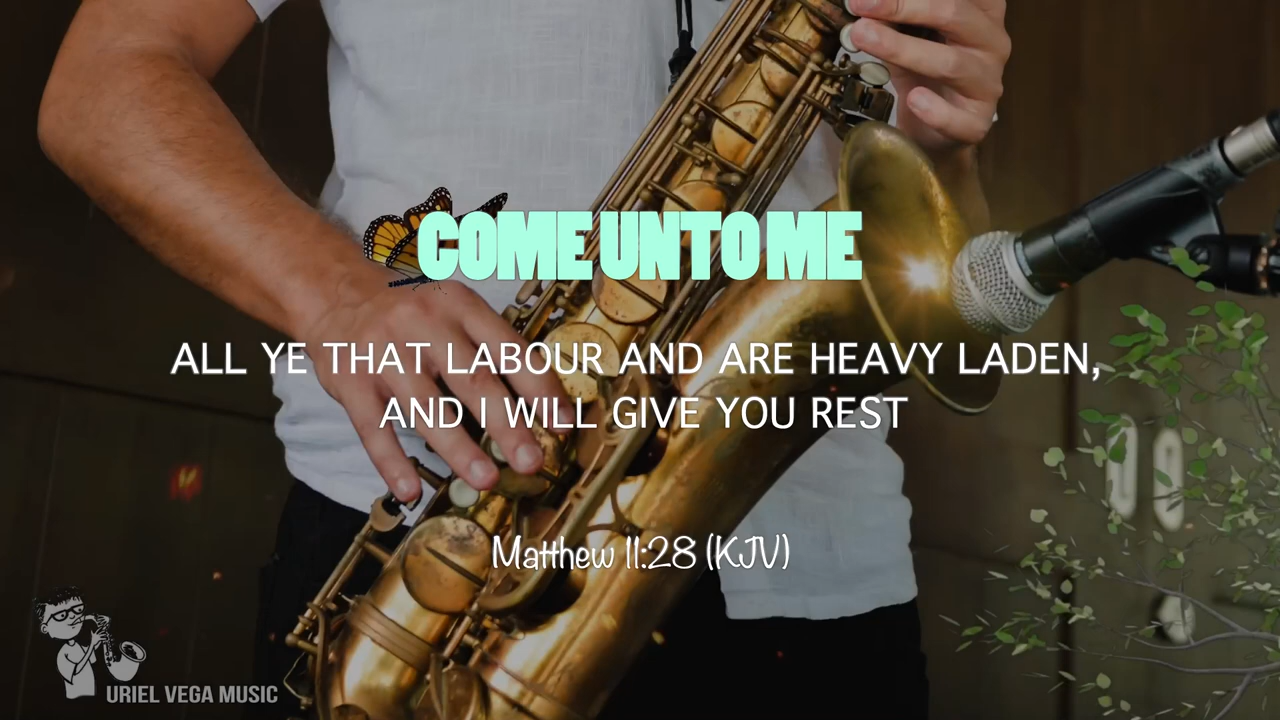 COME UNTO ME
ALL YE THAT LABOUR AND ARE HEAVY LADEN,
AND I WILL GIVE YOU REST
Matthew 11:28 (KJV)
URIEL VEGA MUSIC